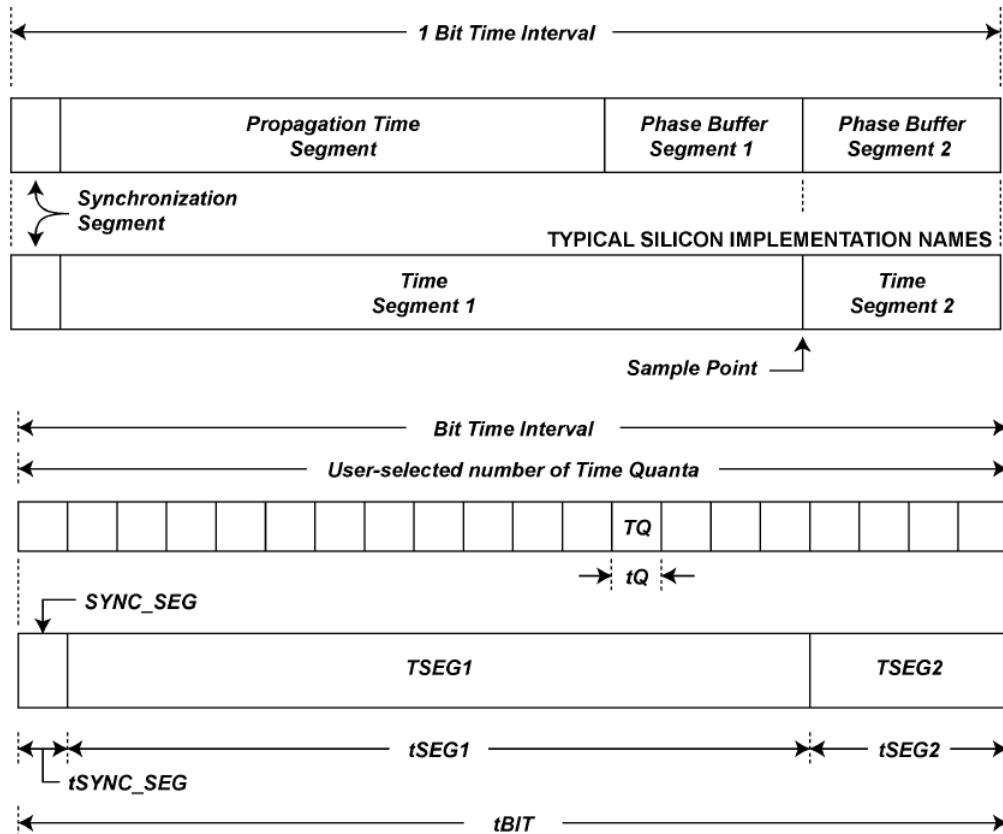 1 Bit Time Interval
Propagation Time
Segment
Phase Buffer
Segment 1
Phase Buffer
Segment 2
Synchronization
Segment
TYPICAL SILICON IMPLEMENTATION NAMES
Time
Segment 1
Time
Segment 2
Sample Point
Bit Time Interval
User-selected number of Time Quanta
TQ
tQ
SYNC_SEG
TSEG1
TSEG2
tSEG1
tSEG2
tSYNC_SEG
tBIT